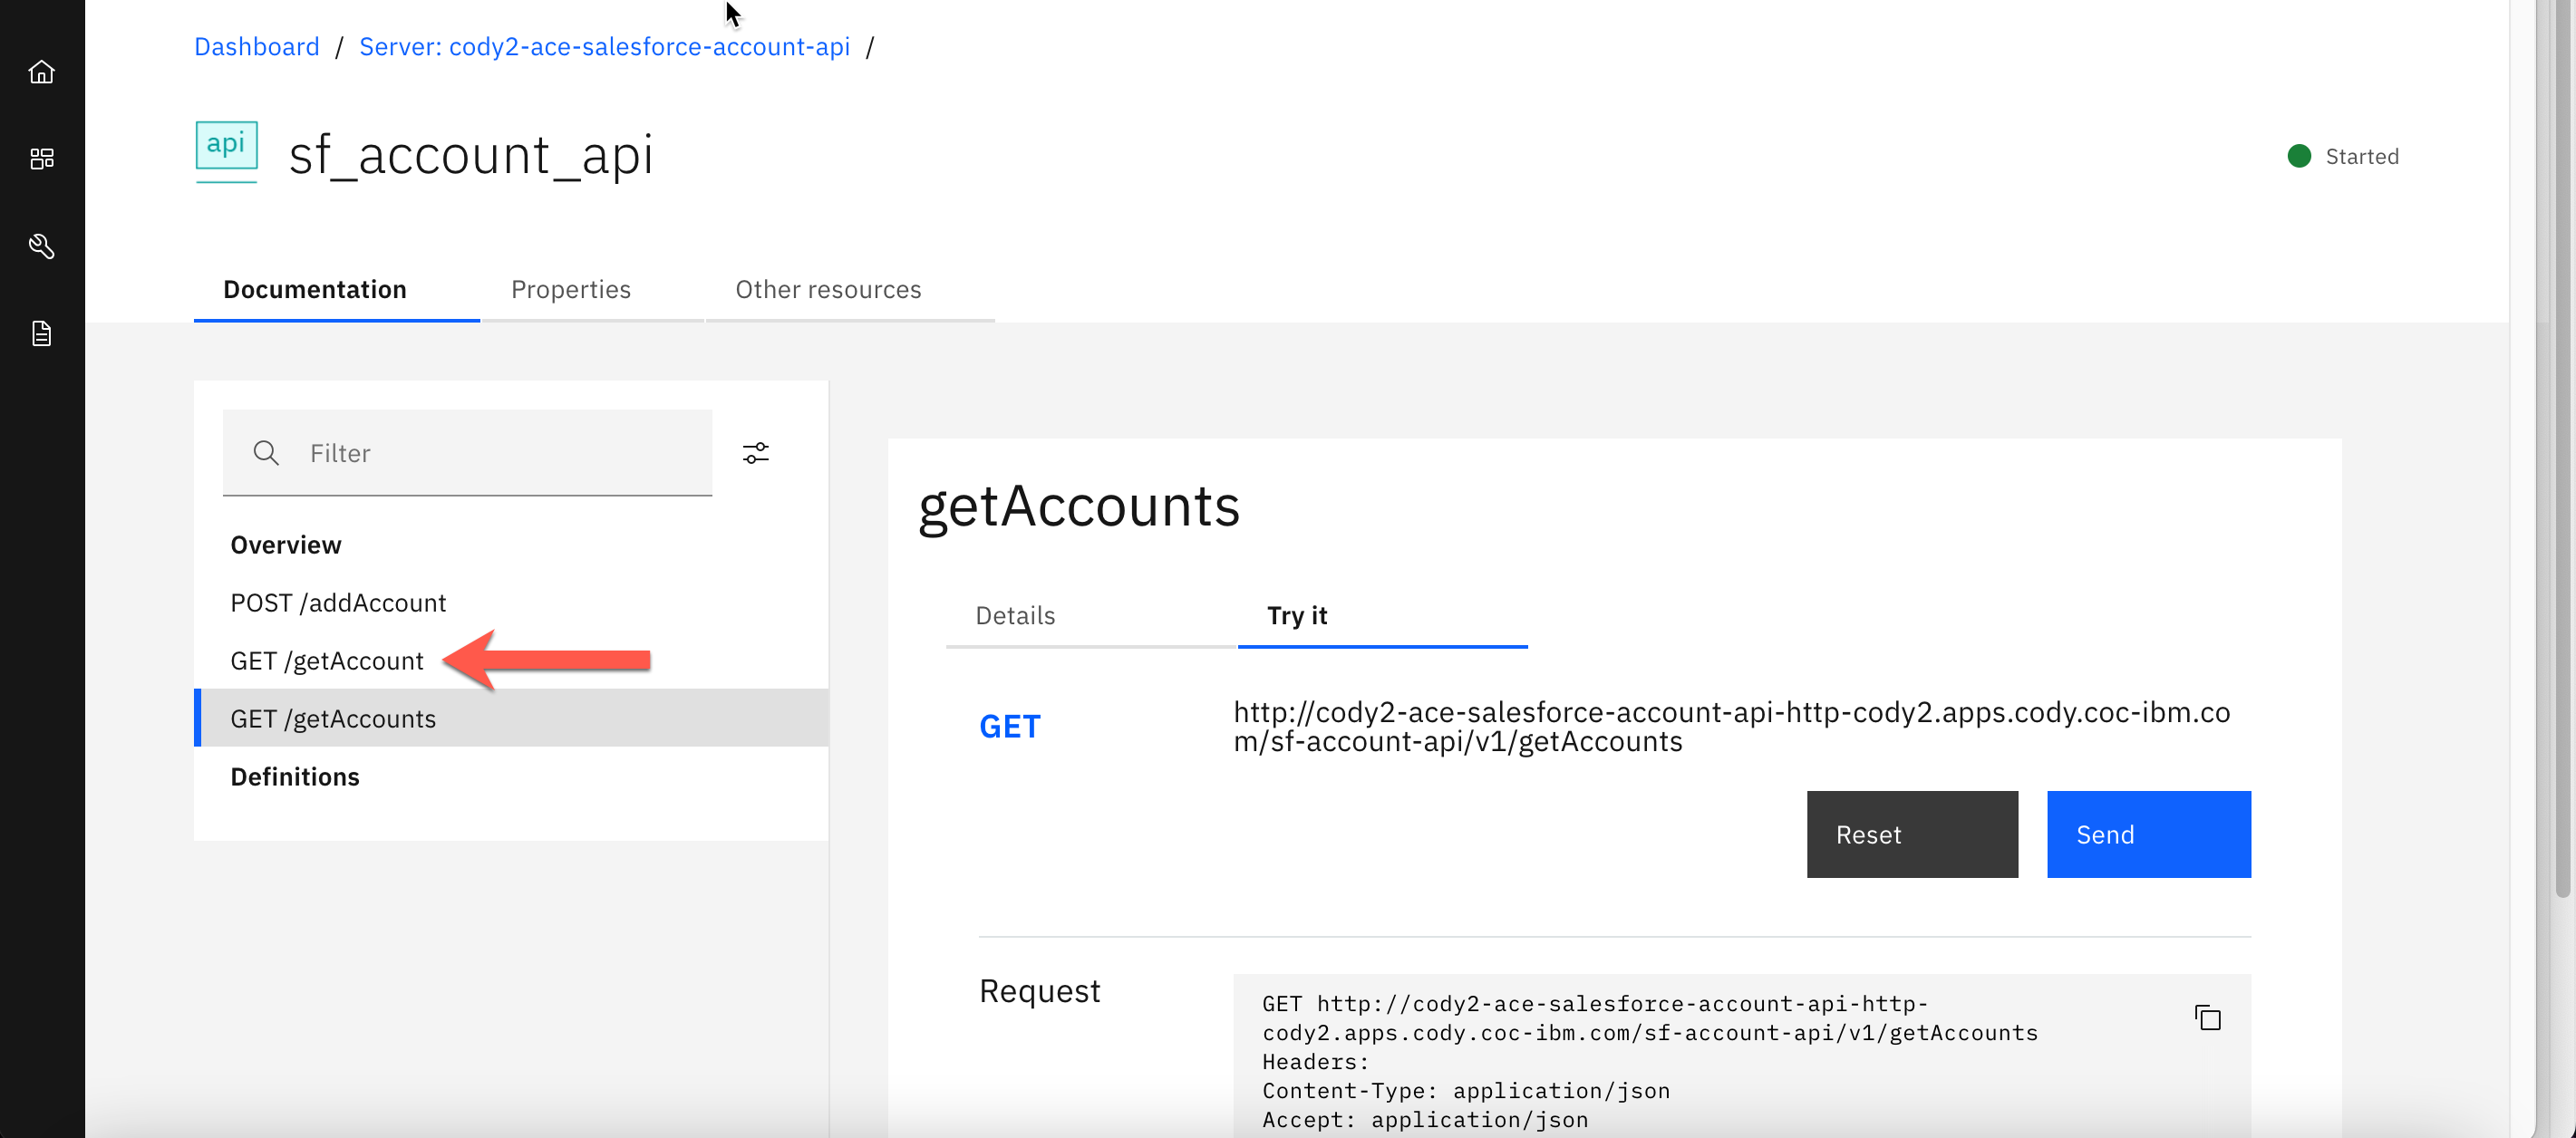 Dashboard / Server: cody2-ace-salesforce-account-api /
api
sf_account_api
Started
Documentation
Properties
Other resources
Filter
Overview
POST /addAccount
GET /getAccount
GET /getAccounts
Definitions
getAccounts
Details
Try it
GET
http://cody2-ace-salesforce-account-api-http-cody2.apps.cody.coc-ibm.co
m/sf-account-api/v1/getAccounts
Reset
Send
Request
GET http://cody2-ace-salesforce-account-api-http-
cody2.apps.cody.coc-ibm.com/sf-account-api/v1/getAccounts
Headers:
Content-Type: application/json
Accept: application/json